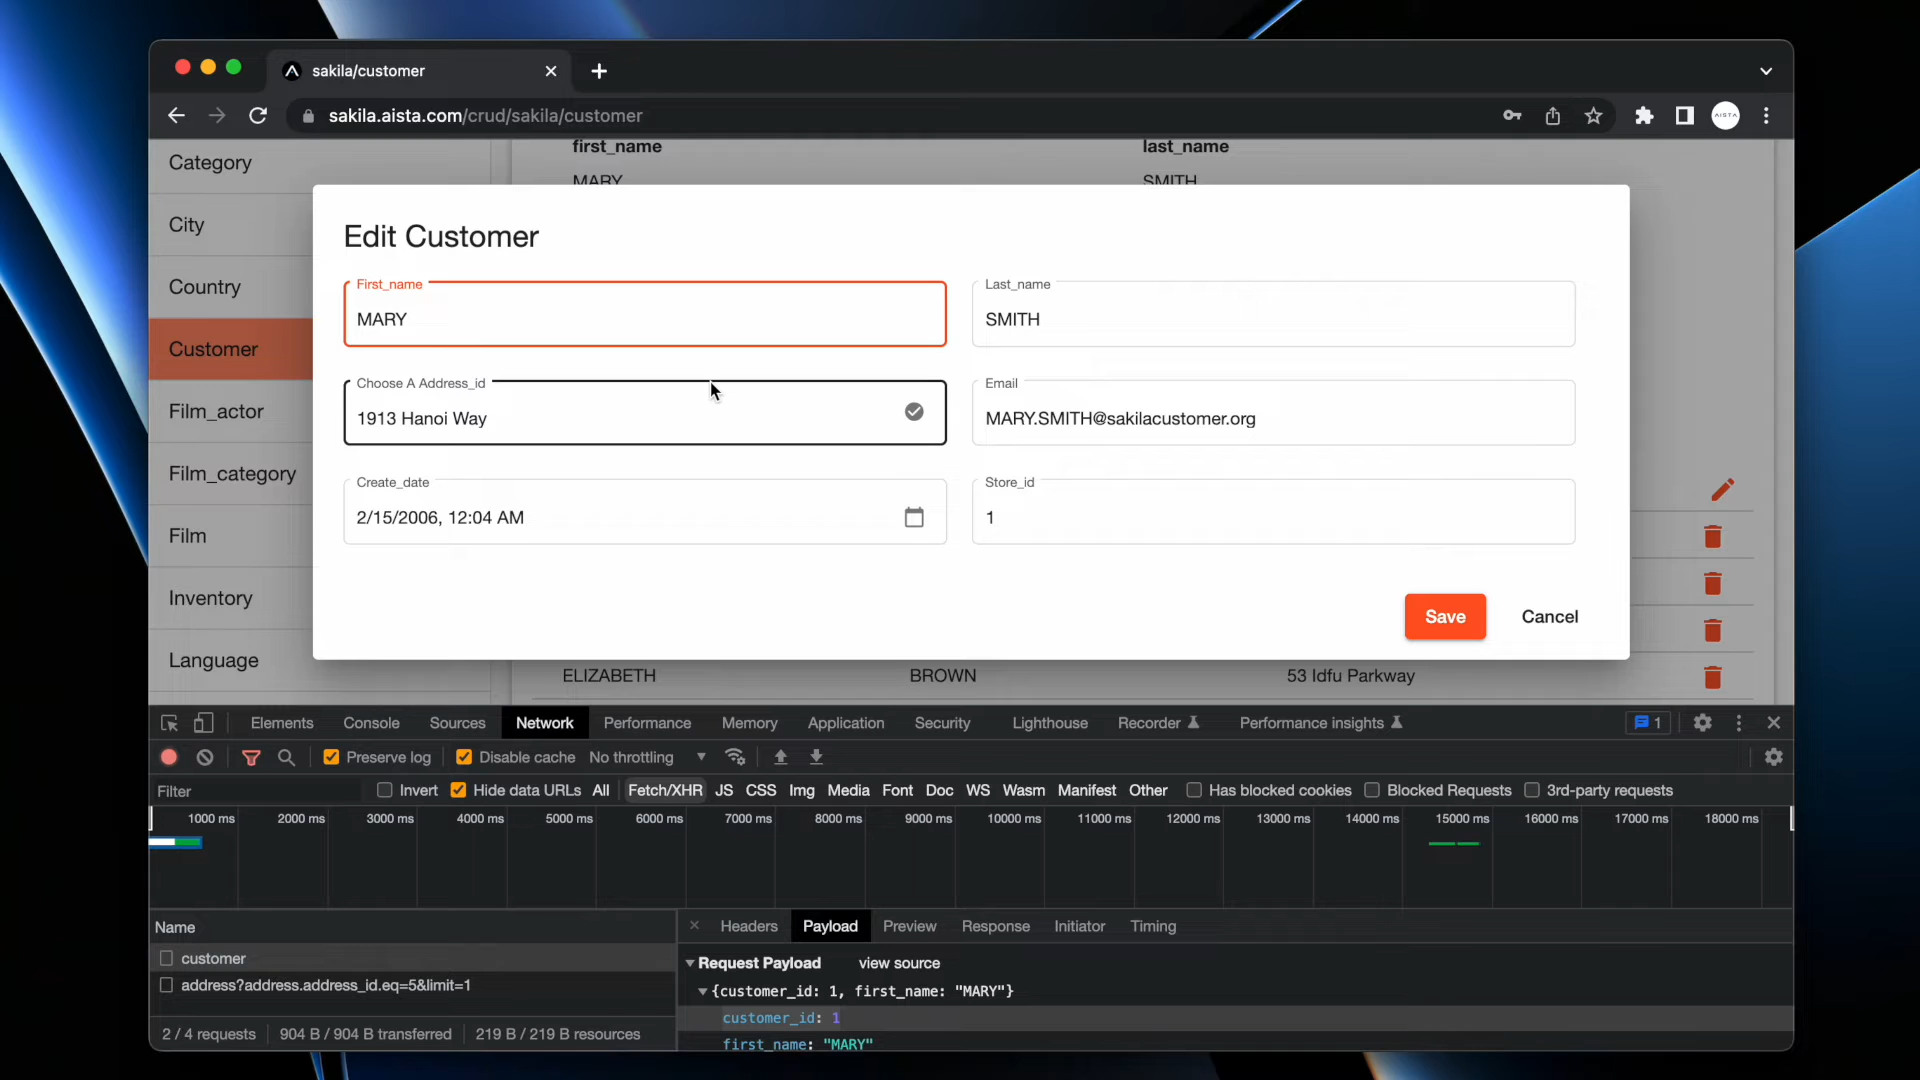 sakila/customer
sakila.aista.com/crud/sakila/customer
AISTA
Category
City
Country
Customer
Film_actor
Film_category
Film
Inventory
Language
first_name last_name
MARY SMITH
Edit Customer
First_name
MARY
Last_name
SMITH
Choose A Address_id
1913 Hanoi Way
Email
MARY.SMITH@sakilacustomer.org
Create_date
2/15/2006, 12:04 AM
Store_id
1
Save Cancel
ELIZABETH BROWN 53 Idfu Parkway
Elements Console Sources Network Performance Memory Application Security Lighthouse Recorder Performance insights 1
Preserve log Disable cache No throttling
Filter Invert Hide data URLs All Fetch/XHR JS CSS Img Media Font Doc WS Wasm Manifest Other Has blocked cookies Blocked Requests 3rd-party requests
1000 ms 2000 ms 3000 ms 4000 ms 5000 ms 6000 ms 7000 ms 8000 ms 9000 ms 10000 ms 11000 ms 12000 ms 13000 ms 14000 ms 15000 ms 16000 ms 17000 ms 18000 ms
Name
customer
address?address.address_id.eq=5&limit=1
2 / 4 requests 904 B / 904 B transferred 219 B / 219 B resources
Headers Payload Preview Response Initiator Timing
Request Payload view source
{customer_id: 1, first_name: "MARY"}
customer_id: 1
first_name: "MARY"